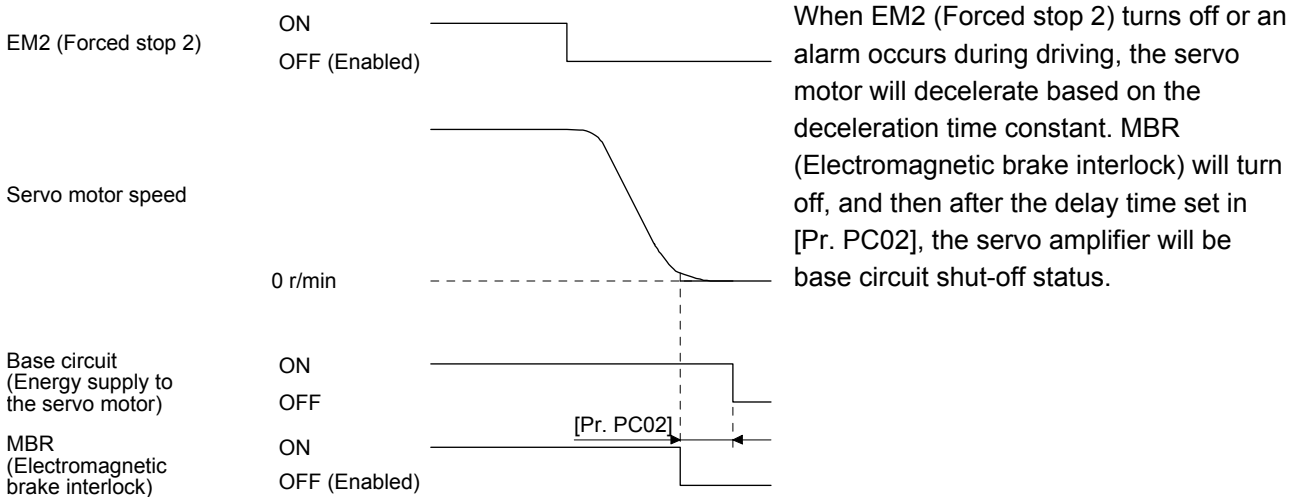 EM2 (Forced stop 2)
ON
OFF (Enabled)
Servo motor speed
0 r/min
Base circuit
(Energy supply to
the servo motor)
ON
OFF
[Pr. PC02]
MBR
(Electromagnetic
brake interlock)
ON
OFF (Enabled)
When EM2 (Forced stop 2) turns off or an
alarm occurs during driving, the servo
motor will decelerate based on the
deceleration time constant. MBR
(Electromagnetic brake interlock) will turn
off, and then after the delay time set in
[Pr. PC02], the servo amplifier will be
base circuit shut-off status.